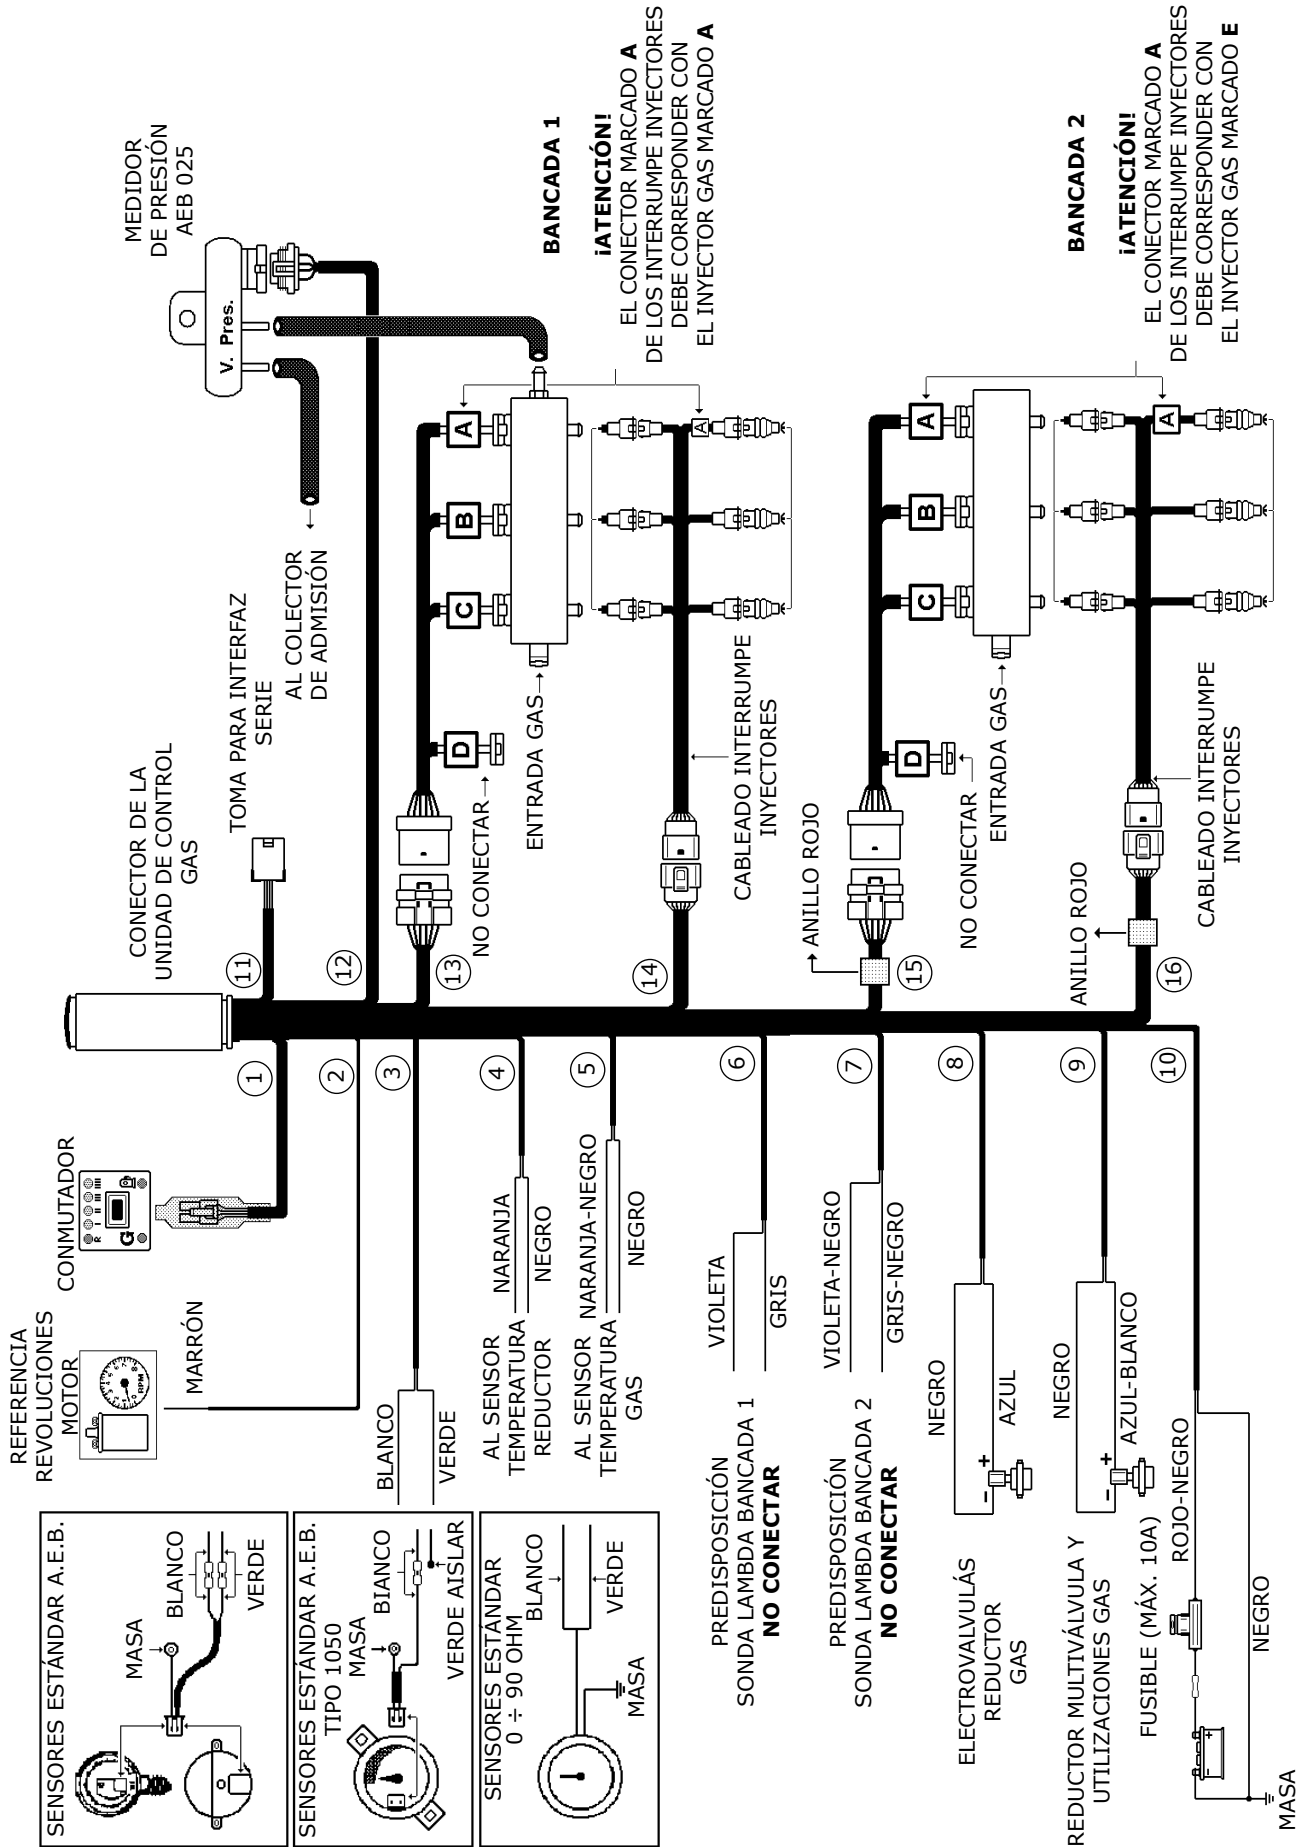 SENSORES ESTÁNDAR A.E.B.
MASA
BLANCO
VERDE
SENSORES ESTÁNDAR A.E.B.
TIPO 1050
MASA
BIANCO
VERDE AISLAR
SENSORES ESTÁNDAR
0 ÷ 90 OHM
BLANCO
VERDE
MASA
REFERENCIA
REVOLUCIONES
MOTOR
RPM
MARRÓN
CONMUTADOR
R I II III IIII
G
CONECTOR DE LA
UNIDAD DE CONTROL
GAS
TOMA PARA INTERFAZ
SERIE
MEDIDOR
DE PRESIÓN
AEB 025
V. Pres.
AL COLECTOR
DE ADMISIÓN
1
2
3
4
5
6
7
8
9
10
11
12
13
14
15
16
BLANCO
VERDE
AL SENSOR
TEMPERATURA
REDUCTOR
NARANJA
NEGRO
AL SENSOR
TEMPERATURA
GAS
NARANJA-NEGRO
NEGRO
PREDISPOSICIÓN
SONDA LAMBDA BANCADA 1
NO CONECTAR
VIOLETA
GRIS
PREDISPOSICIÓN
SONDA LAMBDA BANCADA 2
NO CONECTAR
VIOLETA-NEGRO
GRIS-NEGRO
ELECTROVALVULÁS
REDUCTOR
GAS
NEGRO
AZUL
- +
REDUCTOR MULTIVÁLVULA Y
UTILIZACIONES GAS
NEGRO
AZUL-BLANCO
- +
FUSIBLE (MÁX. 10A)
ROJO-NEGRO
NEGRO
- +
MASA
NO CONECTAR
D
C
B
A
ENTRADA GAS
A
CABLEADO INTERRUMPE
INYECTORES
BANCADA 1
¡ATENCIÓN!
EL CONECTOR MARCADO A
DE LOS INTERRUMPE INYECTORES
DEBE CORRESPONDER CON
EL INYECTOR GAS MARCADO A
ANILLO ROJO
NO CONECTAR
D
C
B
A
ENTRADA GAS
ANILLO ROJO
A
CABLEADO INTERRUMPE
INYECTORES
BANCADA 2
¡ATENCIÓN!
EL CONECTOR MARCADO A
DE LOS INTERRUMPE INYECTORES
DEBE CORRESPONDER CON
EL INYECTOR GAS MARCADO E